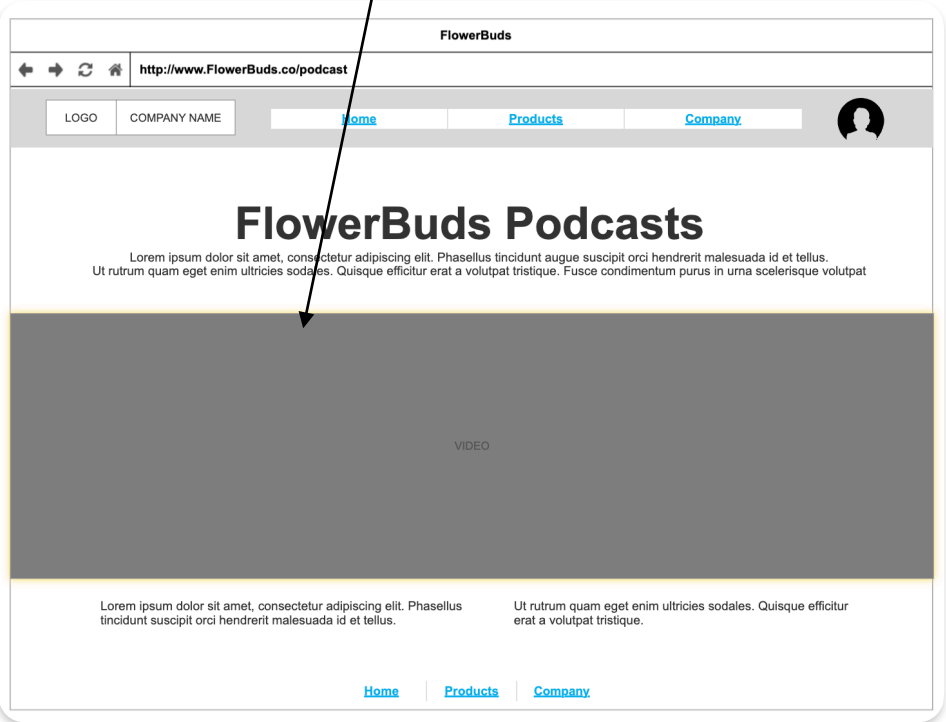 FlowerBuds
http://www.FlowerBuds.co/podcast
LOGO COMPANY NAME Home Products Company
FlowerBuds Podcasts
Lorem ipsum dolor sit amet, consectetur adipiscing elit. Phasellus tincidunt augue suscipit orci hendrerit malesuada id et tellus.
Ut rutrum quam eget enim ultricies sodales. Quisque efficitur erat a volutpat tristique. Fusce condimentum purus in urna scelerisque volutpat
VIDEO
Lorem ipsum dolor sit amet, consectetur adipiscing elit. Phasellus
tincidunt suscipit orci hendrerit malesuada id et tellus.
Ut rutrum quam eget enim ultricies sodales. Quisque efficitur
erat a volutpat tristique.
Home Products Company